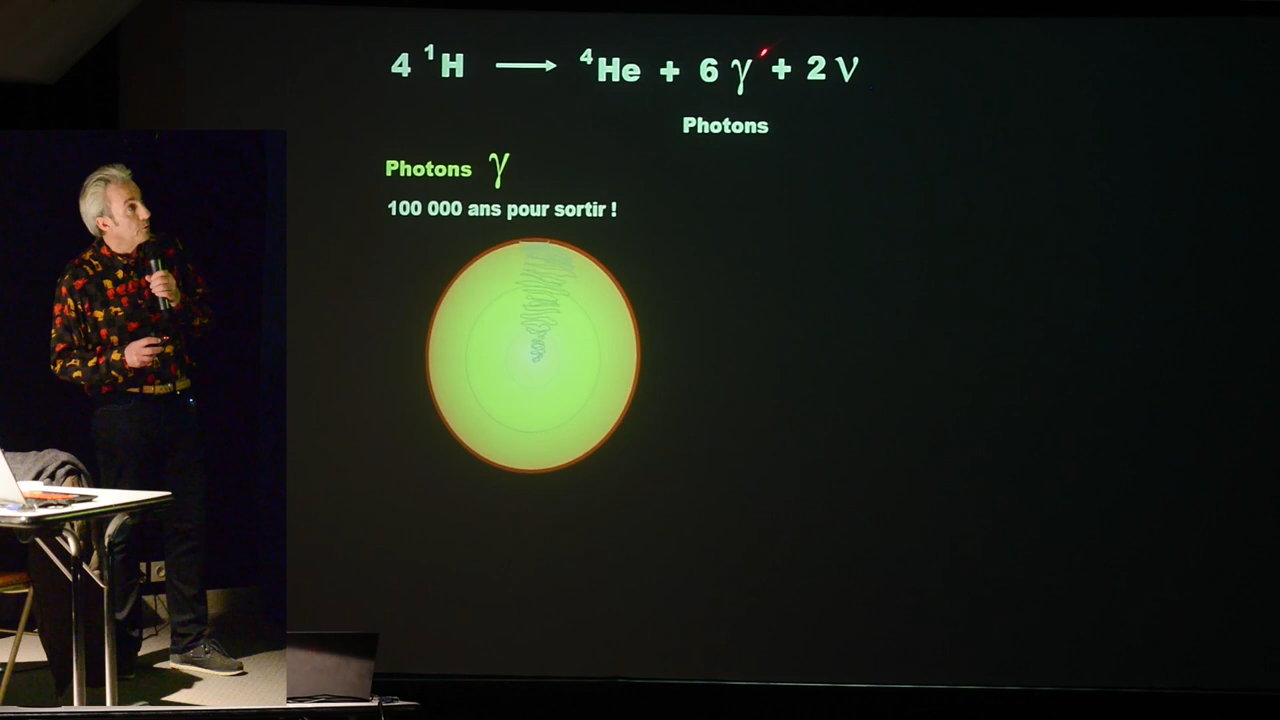 4 ¹H ⟶ ⁴He + 6 γ + 2 ν
Photons
Photons γ
100 000 ans pour sortir !